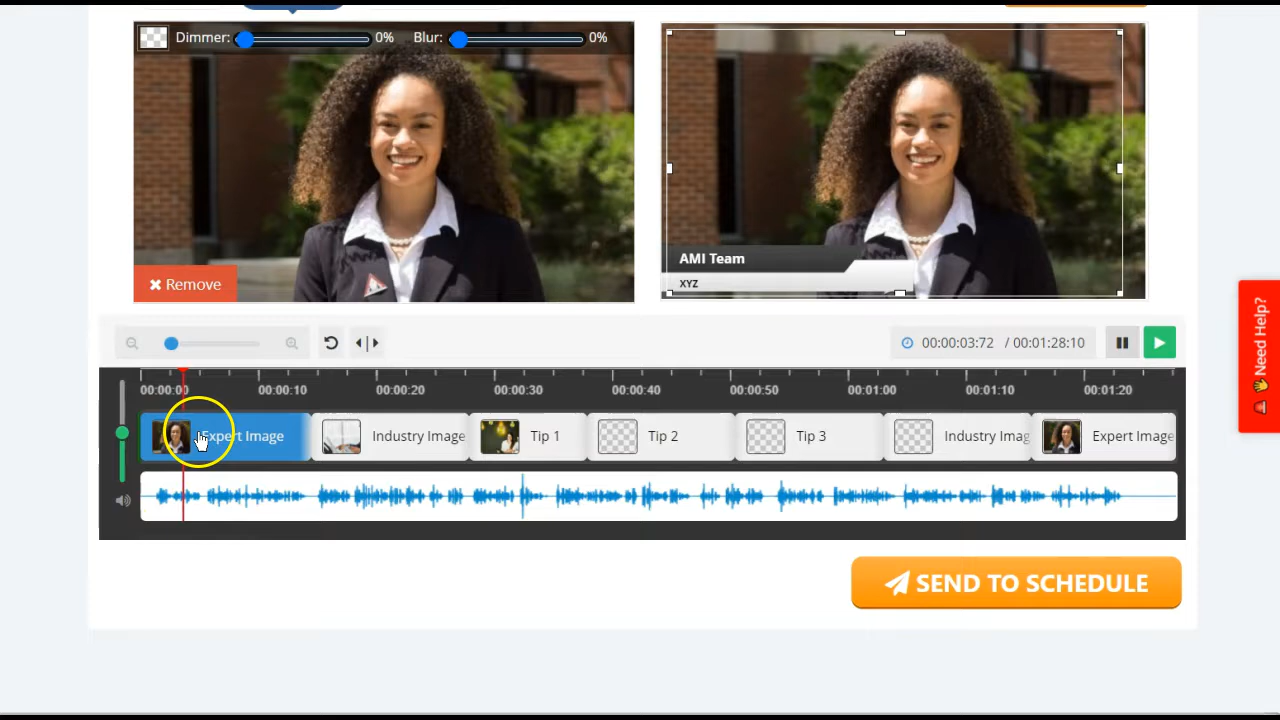 Dimmer: 0% Blur: 0%
AMI Team
XYZ
Remove
00:00:03:72 / 00:01:28:10
00:00:00 00:00:10 00:00:20 00:00:30 00:00:40 00:00:50 00:01:00 00:01:10 00:01:20
Expert Image Industry Image Tip 1 Tip 2 Tip 3 Industry Imag Expert Image
SEND TO SCHEDULE
Need Help?